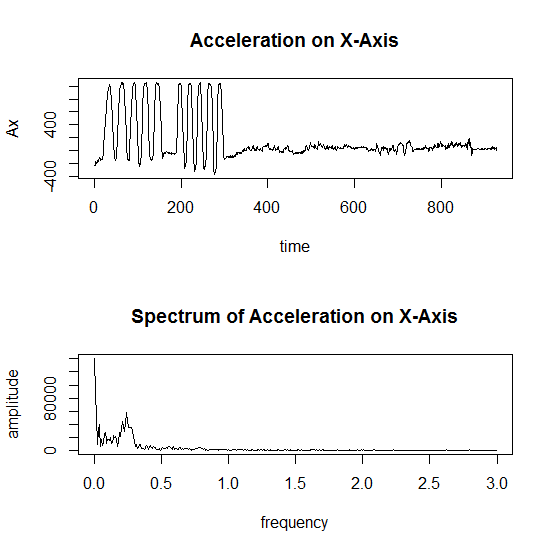 Acceleration on X-Axis
Ax
400
-400
0 200 400 600 800
time
Spectrum of Acceleration on X-Axis
amplitude
80000
0
0.0 0.5 1.0 1.5 2.0 2.5 3.0
frequency